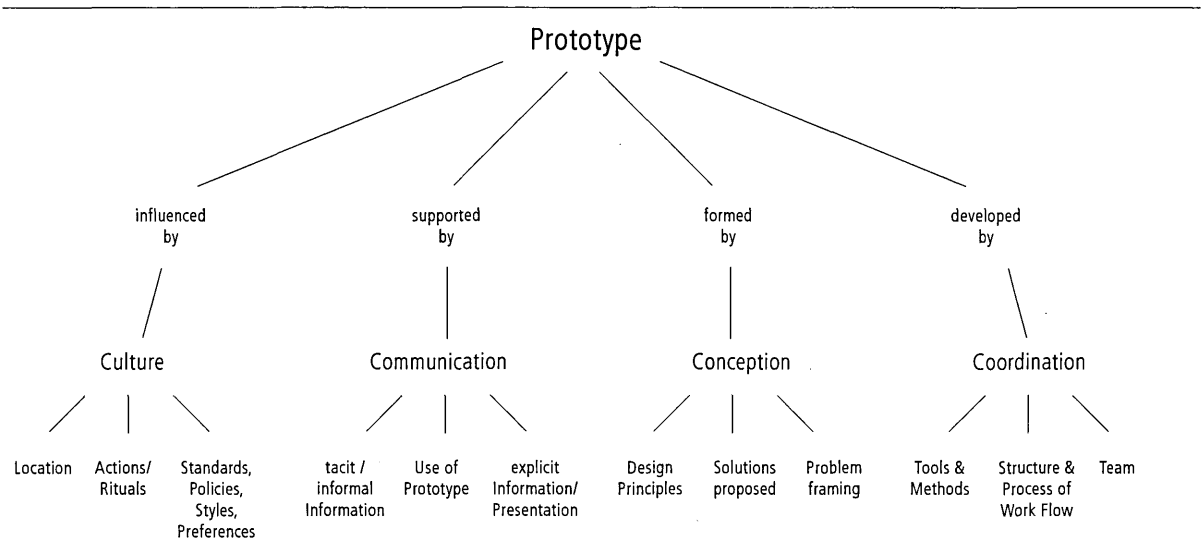 Prototype
influenced
by
supported
by
formed
by
developed
by
Culture
Communication
Conception
Coordination
Location
Actions/
Rituals
Standards,
Policies,
Styles,
Preferences
tacit /
informal
Information
Use of
Prototype
explicit
Information/
Presentation
Design
Principles
Solutions
proposed
Problem
framing
Tools &
Methods
Structure &
Process of
Work Flow
Team